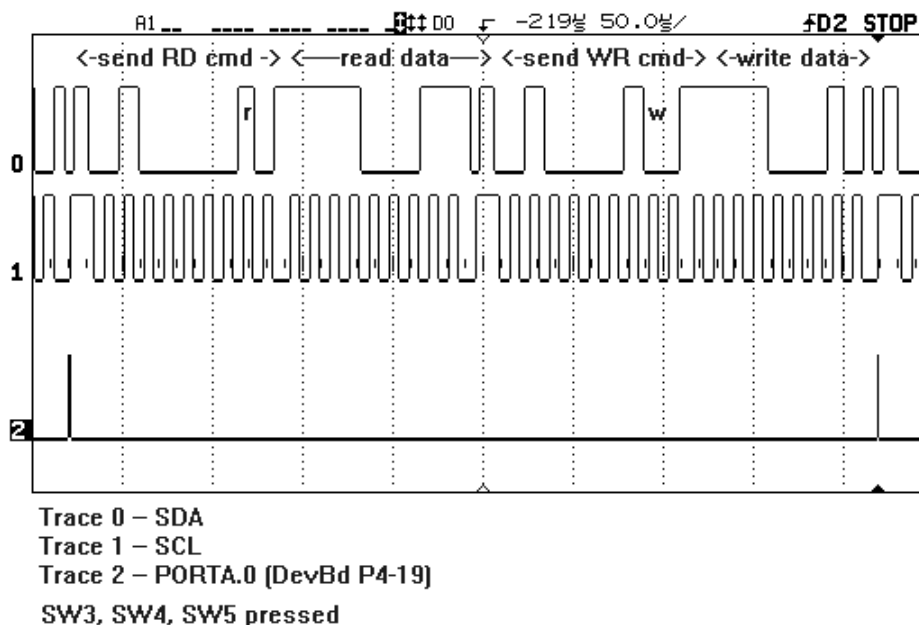 A1 D0 -219 50.0 / D2 STOP
<-send RD cmd -> <——read data—> <-send WR cmd-> <-write data->
r w
0
1
2
Trace 0 – SDA
Trace 1 – SCL
Trace 2 – PORTA.0 (DevBd P4-19)
SW3, SW4, SW5 pressed